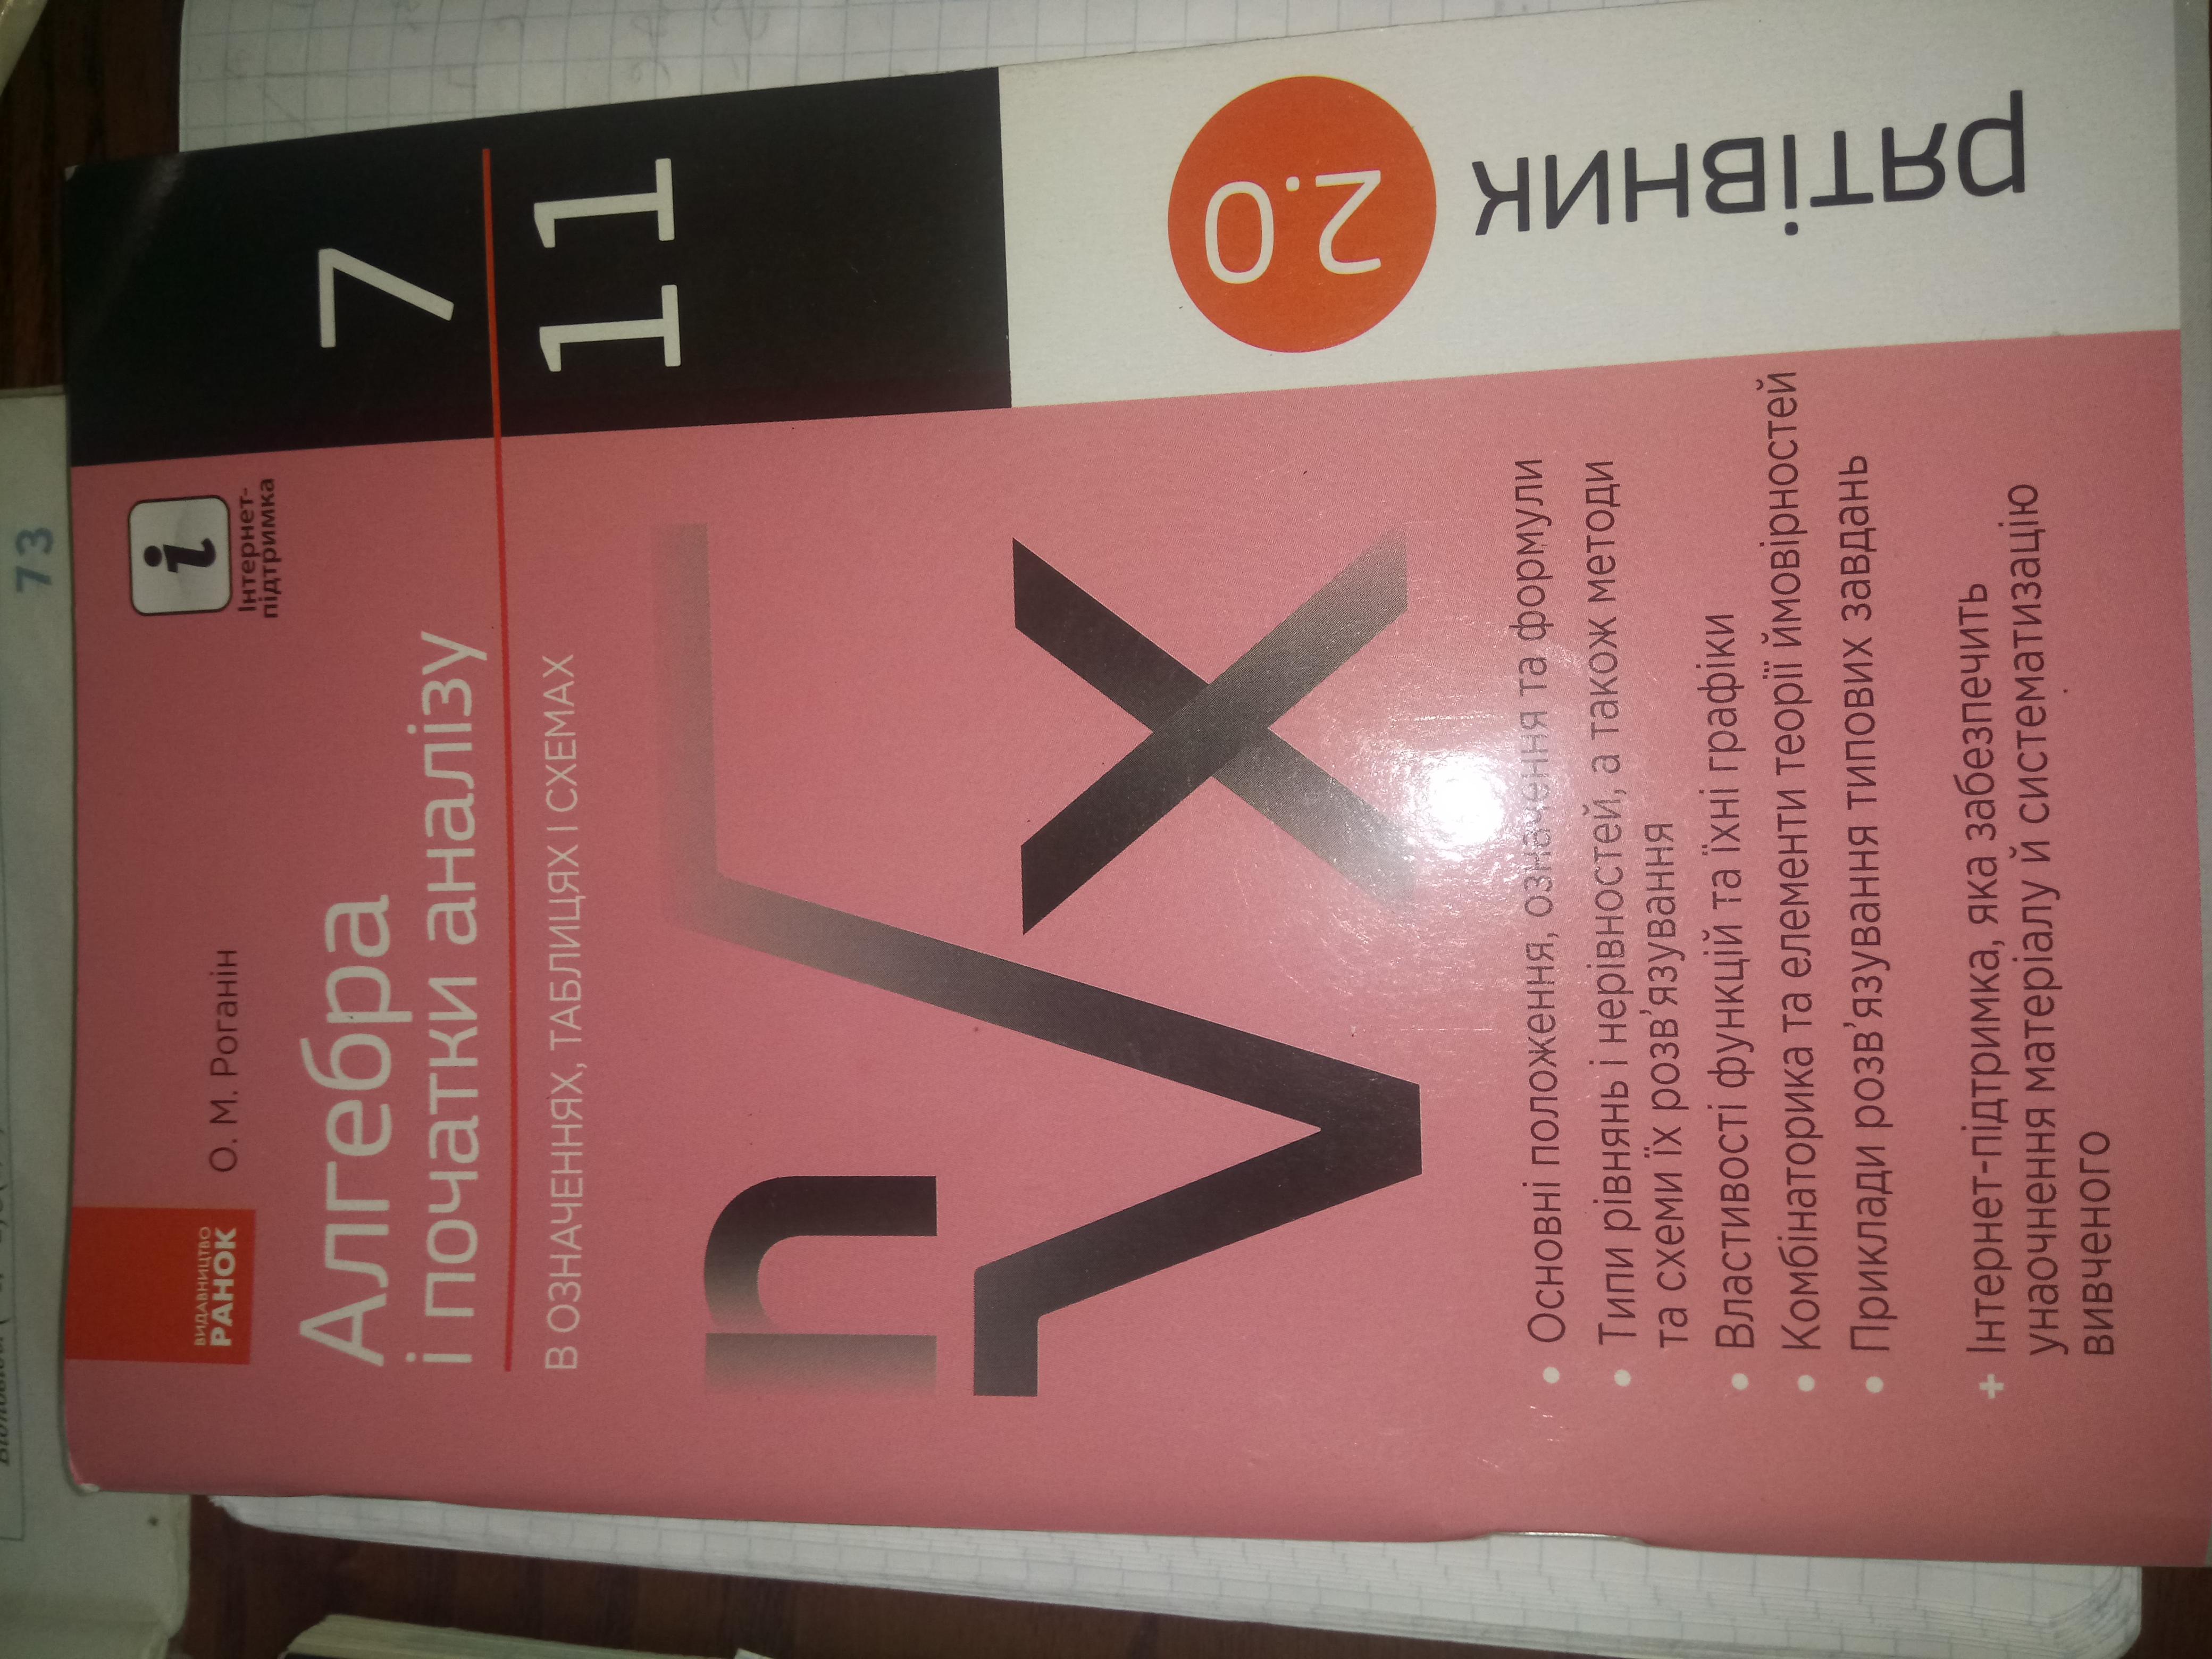 ВИДАВНИЦТВО
РАНОК
О. М. Роганін
Інтернет-
підтримка
Алгебра
і початки аналізу
7
11
В ОЗНАЧЕННЯХ, ТАБЛИЦЯХ І СХЕМАХ
n√x
2.0
рятівник
• Основні положення, означення та формули
• Типи рівнянь і нерівностей, а також методи
та схеми їх розв’язування
• Властивості функцій та їхні графіки
• Комбінаторика та елементи теорії ймовірностей
• Приклади розв’язування типових завдань
+ Інтернет-підтримка, яка забезпечить
унаочнення матеріалу й систематизацію
вивченого
73